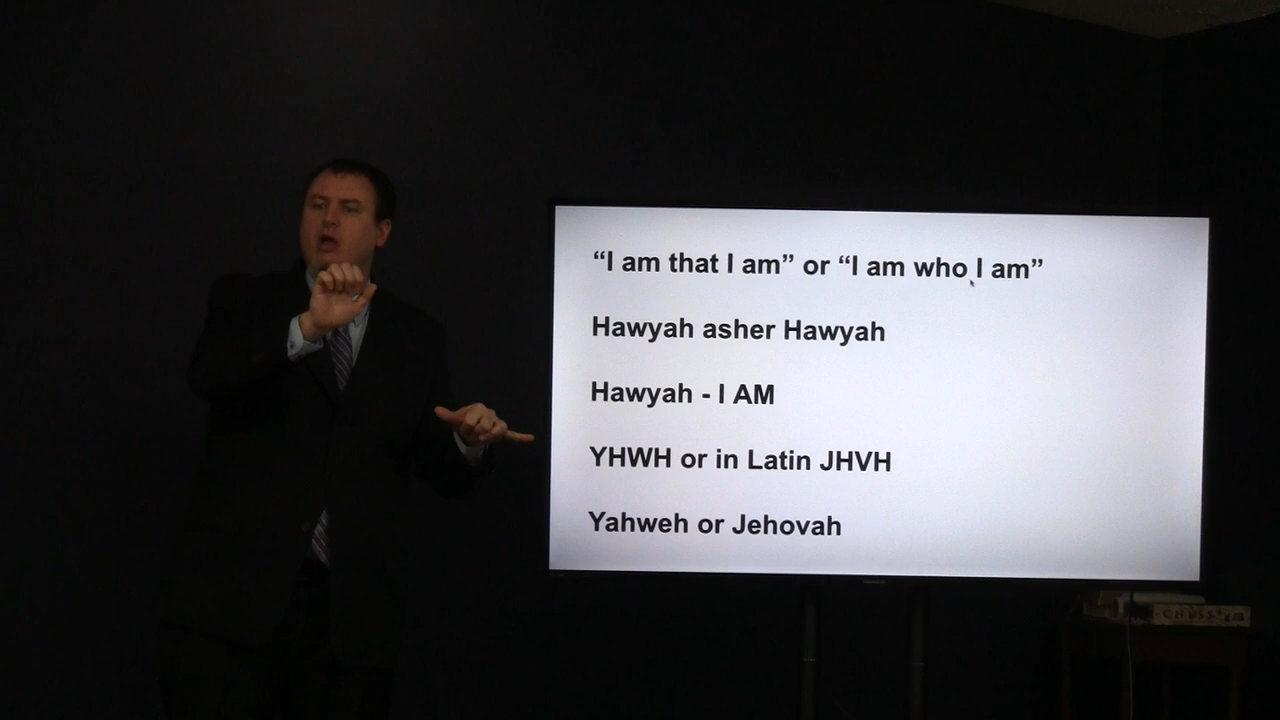 “I am that I am” or “I am who I am”
Hawyah asher Hawyah
Hawyah - I AM
YHWH or in Latin JHVH
Yahweh or Jehovah
CHESS